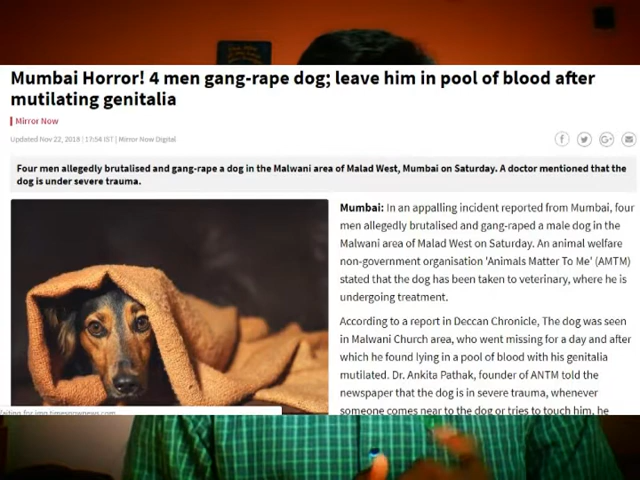 Mumbai Horror! 4 men gang-rape dog; leave him in pool of blood after
mutilating genitalia
Mirror Now
Updated Nov 22, 2018 | 17:54 IST | Mirror Now Digital
Four men allegedly brutalised and gang-rape a dog in the Malwani area of Malad West, Mumbai on Saturday. A doctor mentioned that the
dog is under severe trauma.
Mumbai: In an appalling incident reported from Mumbai, four
men allegedly brutalised and gang-raped a male dog in the
Malwani area of Malad West on Saturday. An animal welfare
non-government organisation 'Animals Matter To Me' (AMTM)
stated that the dog has been taken to veterinary, where he is
undergoing treatment.
According to a report in Deccan Chronicle, The dog was seen
in Malwani Church area, who went missing for a day and after
which he found lying in a pool of blood with his genitalia
mutilated. Dr. Ankita Pathak, founder of ANTM told the
newspaper that the dog is in severe trauma, whenever
someone comes near to the dog or tries to touch him, he
aiting for img.timesnownews.com...